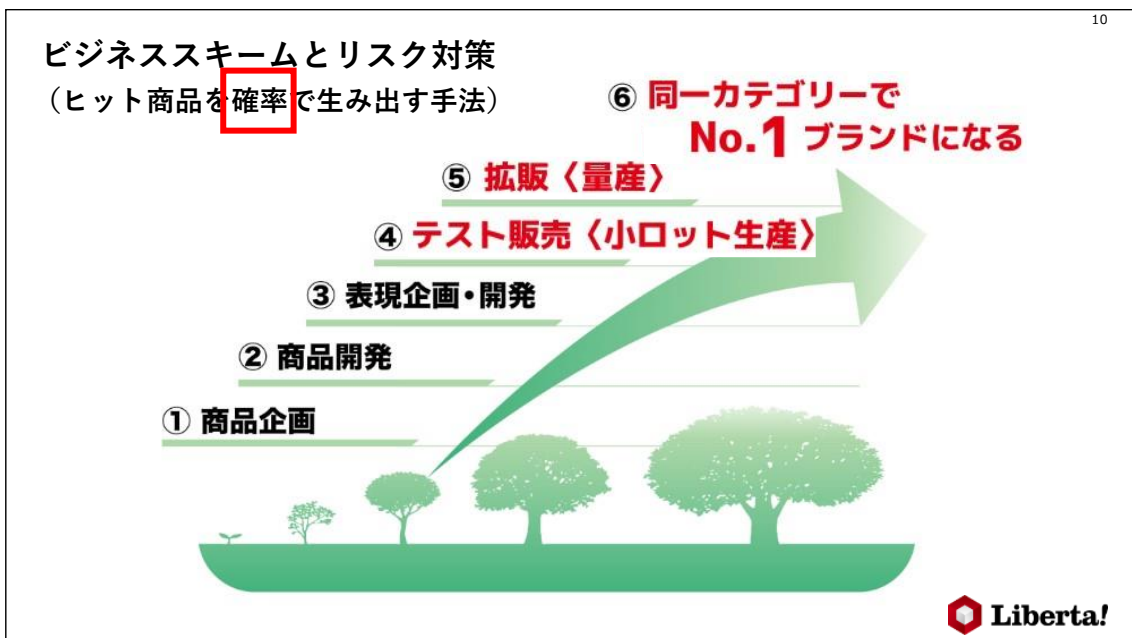 10
ビジネススキームとリスク対策
（ヒット商品を確率で生み出す手法）
⑥ 同一カテゴリーで
No.1 ブランドになる
⑤ 拡販〈量産〉
④ テスト販売〈小ロット生産〉
③ 表現企画・開発
② 商品開発
① 商品企画
Liberta!